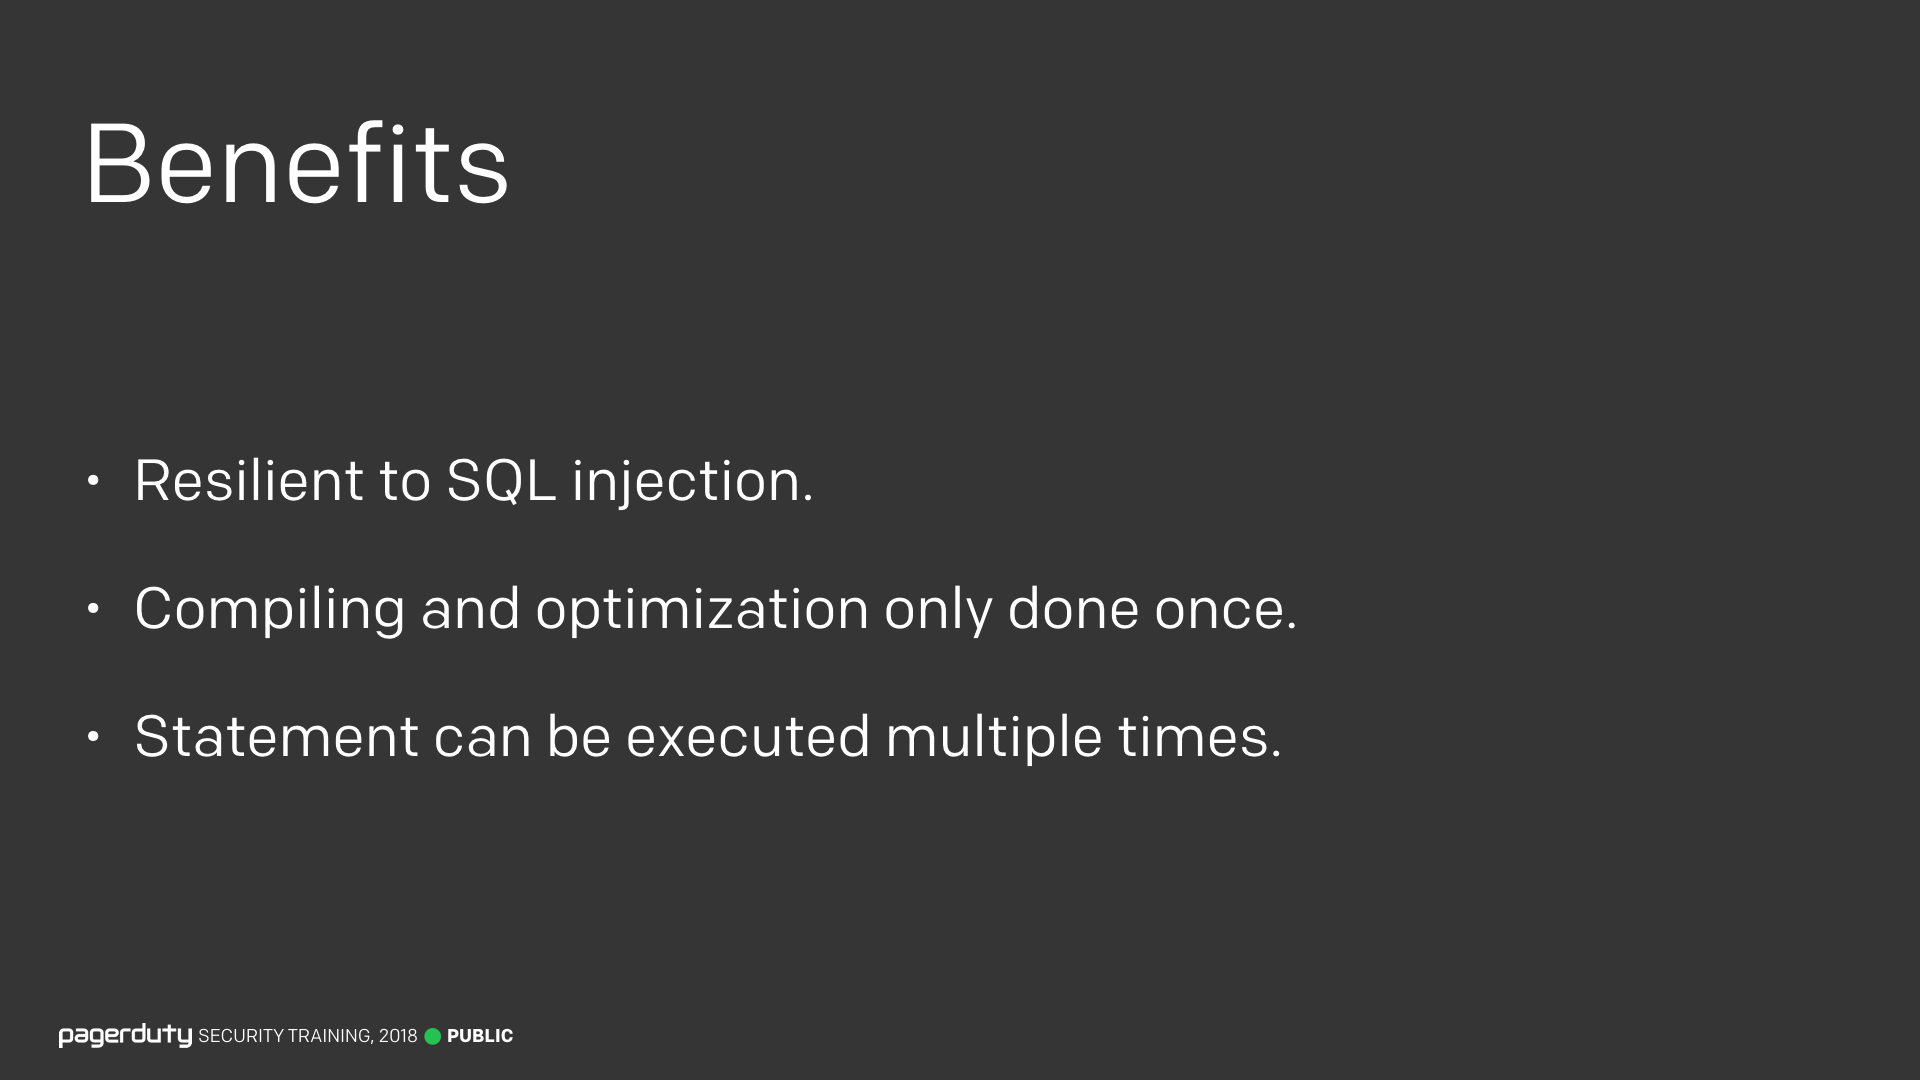 Benefits
• Resilient to SQL injection.
• Compiling and optimization only done once.
• Statement can be executed multiple times.
pagerduty SECURITY TRAINING, 2018 PUBLIC